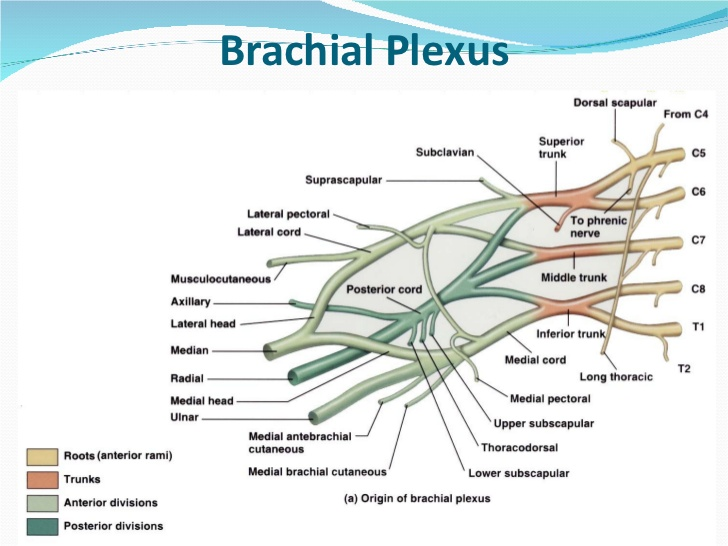 Brachial Plexus
Dorsal scapular
From C4
Superior
trunk
Subclavian
C5
Suprascapular
C6
Lateral pectoral
To phrenic
nerve
Lateral cord
C7
Musculocutaneous
Middle trunk
Posterior cord
C8
Axillary
Lateral head
Inferior trunk
T1
Median
Medial cord
T2
Radial
Long thoracic
Medial head
Medial pectoral
Ulnar
Upper subscapular
Medial antebrachial
cutaneous
Thoracodorsal
Medial brachial cutaneous
Lower subscapular
Roots (anterior rami)
Trunks
(a) Origin of brachial plexus
Anterior divisions
Posterior divisions